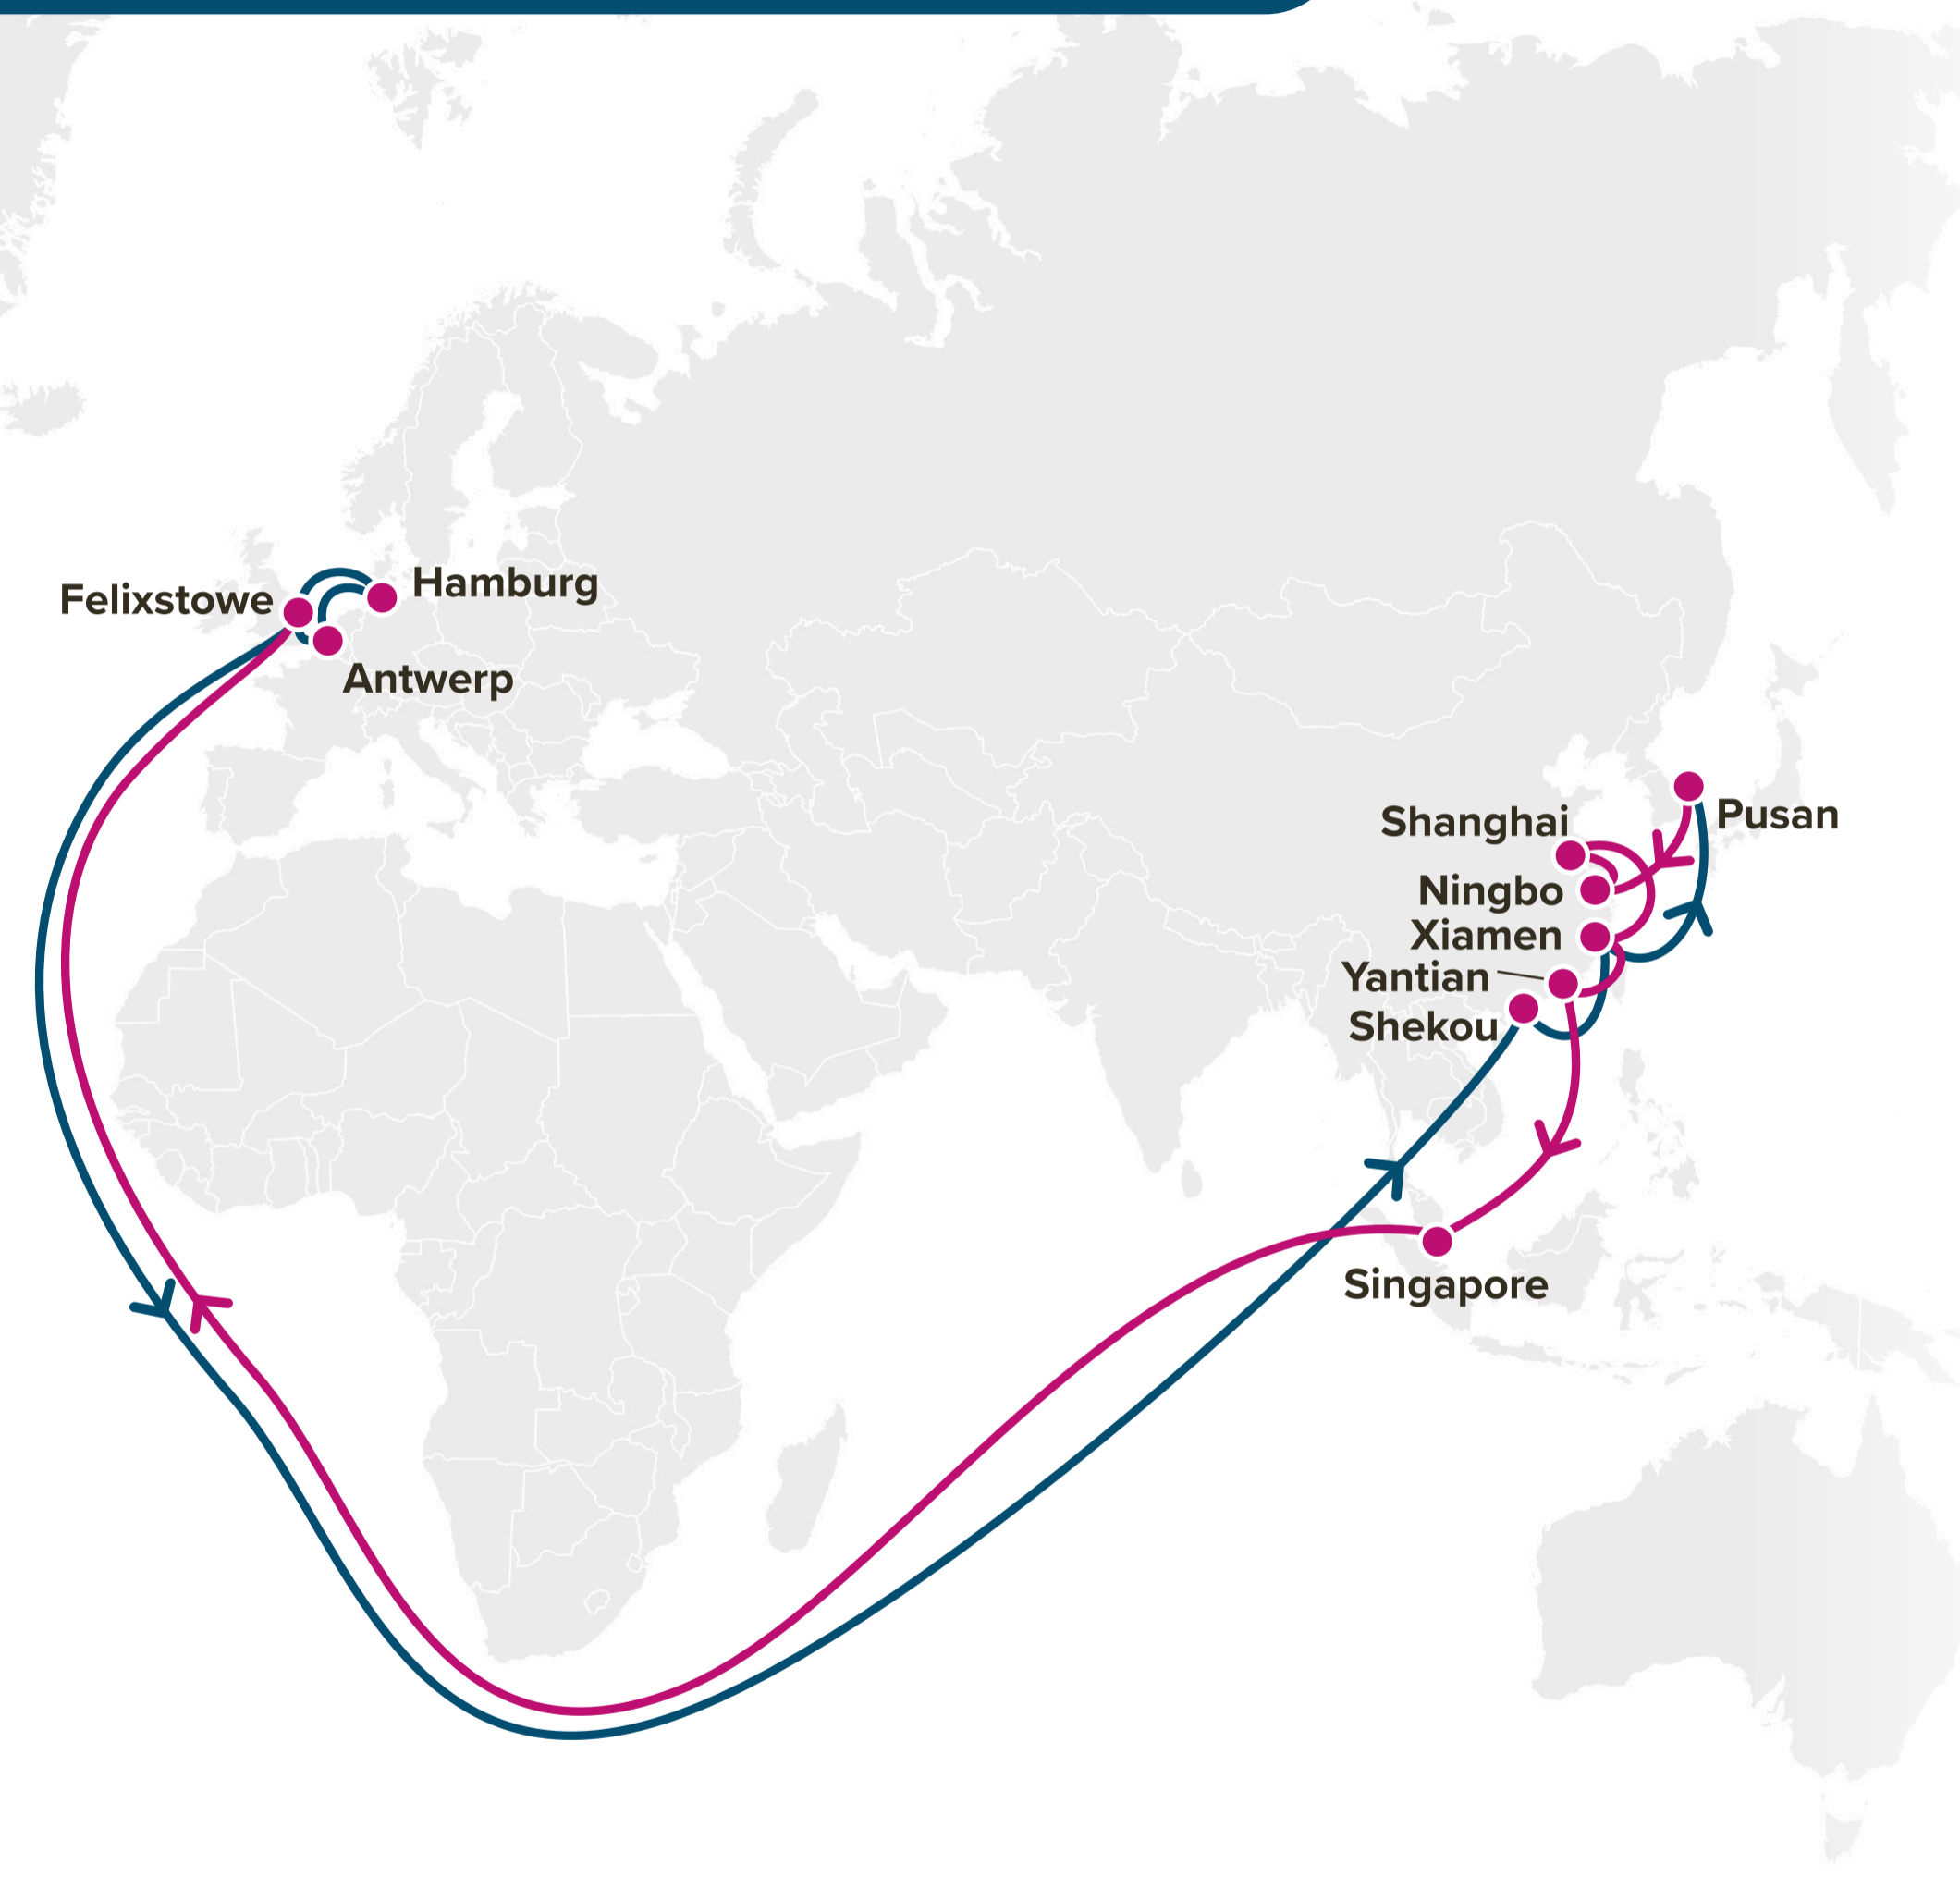 Hamburg
Felixstowe
Antwerp
Pusan
Shanghai
Ningbo
Xiamen
Yantian
Shekou
Singapore